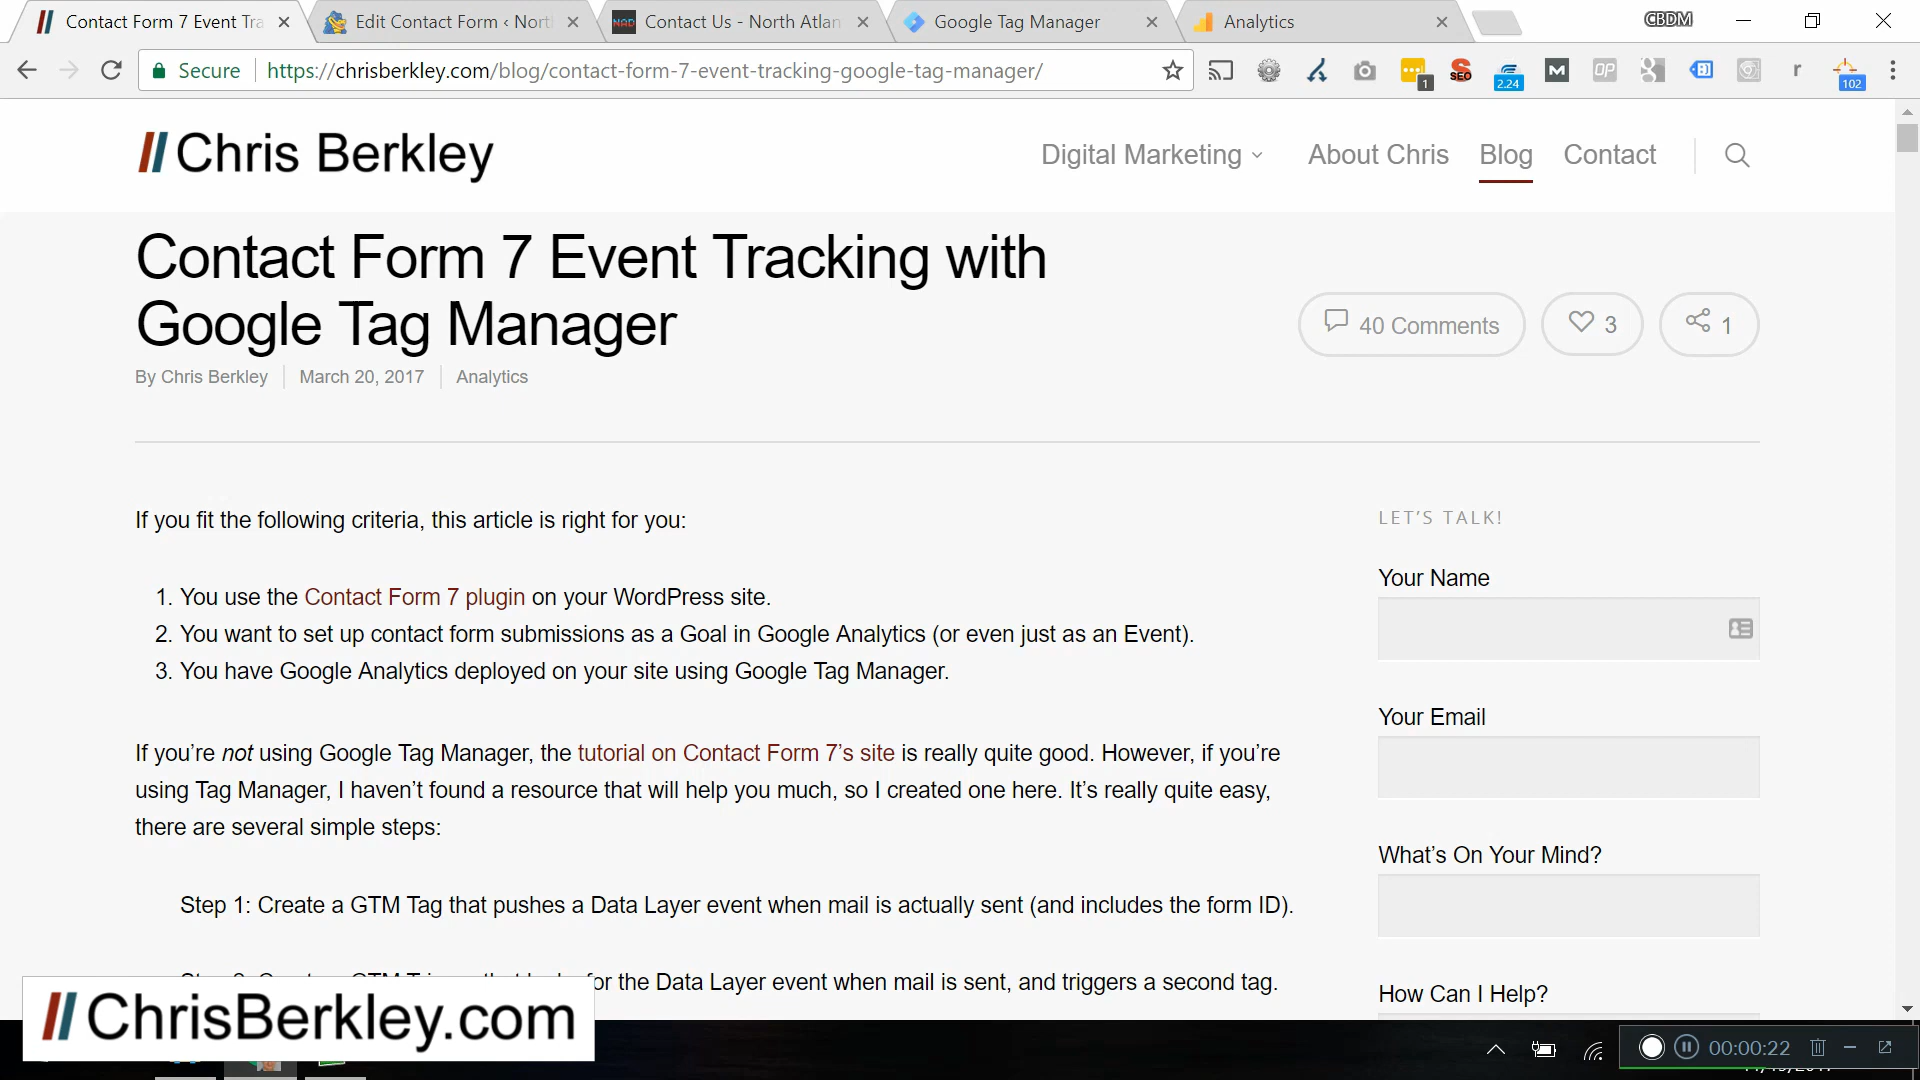 Contact Form 7 Event Tra
Edit Contact Form ‹ Nort
Contact Us - North Atlan
Google Tag Manager
Analytics
CBDM
Secure
https://chrisberkley.com/blog/contact-form-7-event-tracking-google-tag-manager/
1
SEO
2.24
M
OP
r
102
Chris Berkley
Digital Marketing
About Chris
Blog
Contact
Contact Form 7 Event Tracking with
Google Tag Manager
40 Comments
3
1
By Chris Berkley
March 20, 2017
Analytics
If you fit the following criteria, this article is right for you:
1. You use the Contact Form 7 plugin on your WordPress site.
2. You want to set up contact form submissions as a Goal in Google Analytics (or even just as an Event).
3. You have Google Analytics deployed on your site using Google Tag Manager.
If you're not using Google Tag Manager, the tutorial on Contact Form 7's site is really quite good. However, if you're
using Tag Manager, I haven't found a resource that will help you much, so I created one here. It's really quite easy,
there are several simple steps:
Step 1: Create a GTM Tag that pushes a Data Layer event when mail is actually sent (and includes the form ID).
for the Data Layer event when mail is sent, and triggers a second tag.
LET'S TALK!
Your Name
Your Email
What's On Your Mind?
How Can I Help?
ChrisBerkley.com
00:00:22